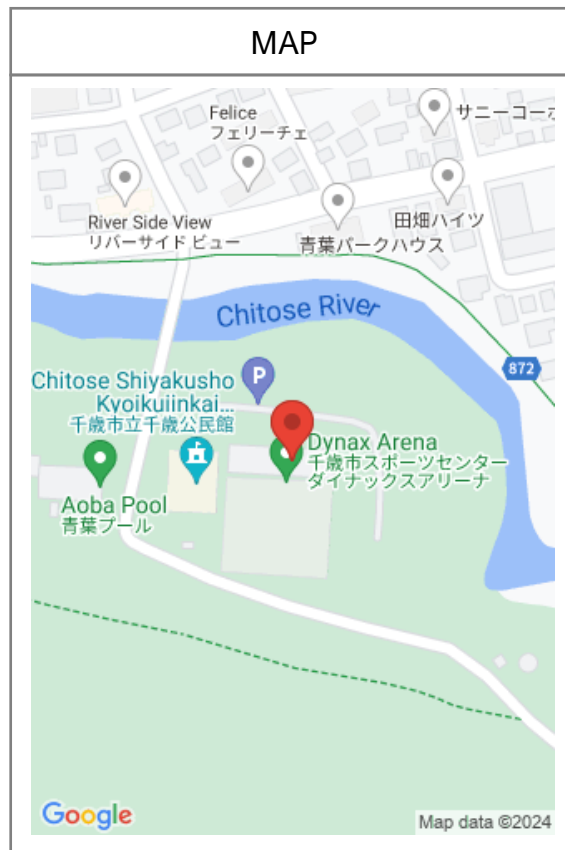 MAP
Felice
フェリーチェ
サニーコーポ
River Side View
リバーサイド ビュー
田畑ハイツ
青葉パークハウス
Chitose River
872
P
Chitose Shiyakusho
Kyoikuiinkai...
千歳市立千歳公民館
Dynax Arena
千歳市スポーツセンター
ダイナックスアリーナ
Aoba Pool
青葉プール
Google
Map data ©2024